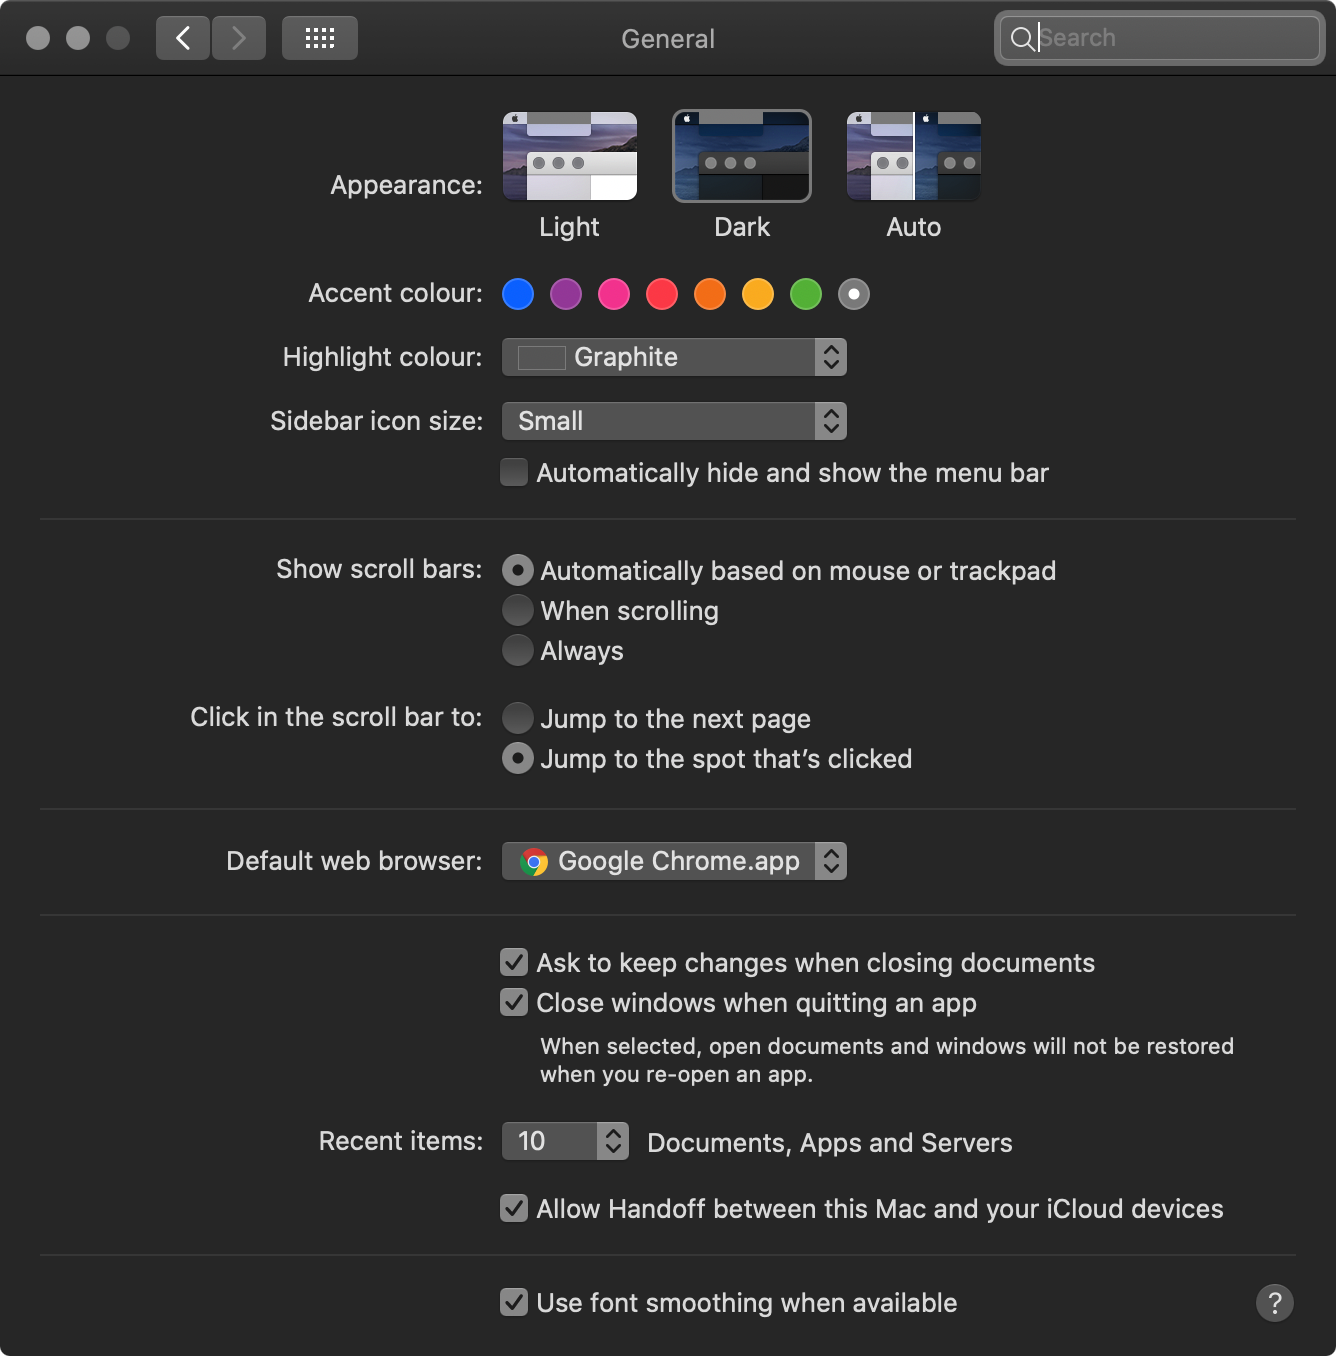 General
Search
Appearance:
Light
Dark
Auto
Accent colour:
Highlight colour: Graphite
Sidebar icon size: Small
Automatically hide and show the menu bar
Show scroll bars: Automatically based on mouse or trackpad
When scrolling
Always
Click in the scroll bar to: Jump to the next page
Jump to the spot that’s clicked
Default web browser: Google Chrome.app
Ask to keep changes when closing documents
Close windows when quitting an app
When selected, open documents and windows will not be restored
when you re-open an app.
Recent items: 10 Documents, Apps and Servers
Allow Handoff between this Mac and your iCloud devices
Use font smoothing when available ?